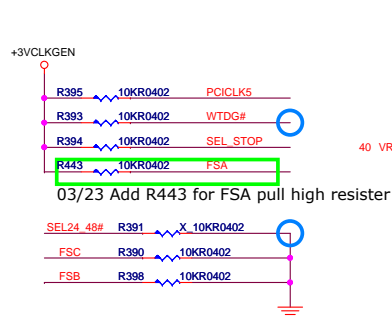 +3VCLKGEN
R395 10KR0402 PCICLK5
R393 10KR0402 WTDG#
R394 10KR0402 SEL_STOP
40 VR
R443 10KR0402 FSA
03/23 Add R443 for FSA pull high resister
SEL24_48# R391 X_10KR0402
FSC R390 10KR0402
FSB R398 10KR0402